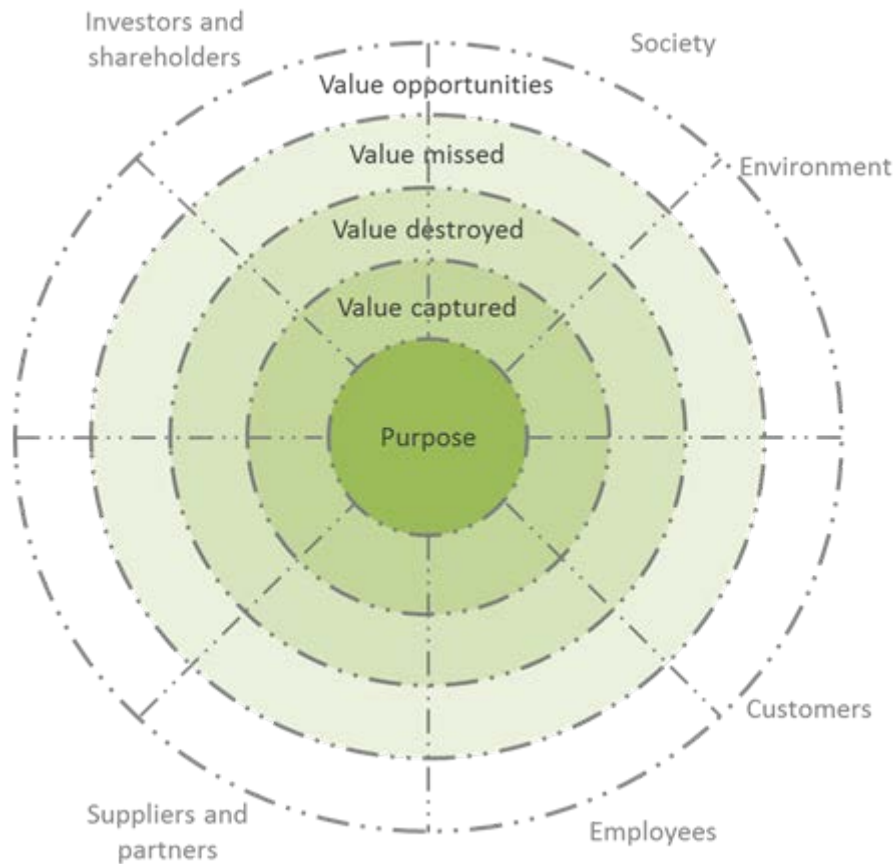 Investors and
shareholders
Society
Value opportunities
Value missed
Environment
Value destroyed
Value captured
Purpose
Customers
Suppliers and
partners
Employees